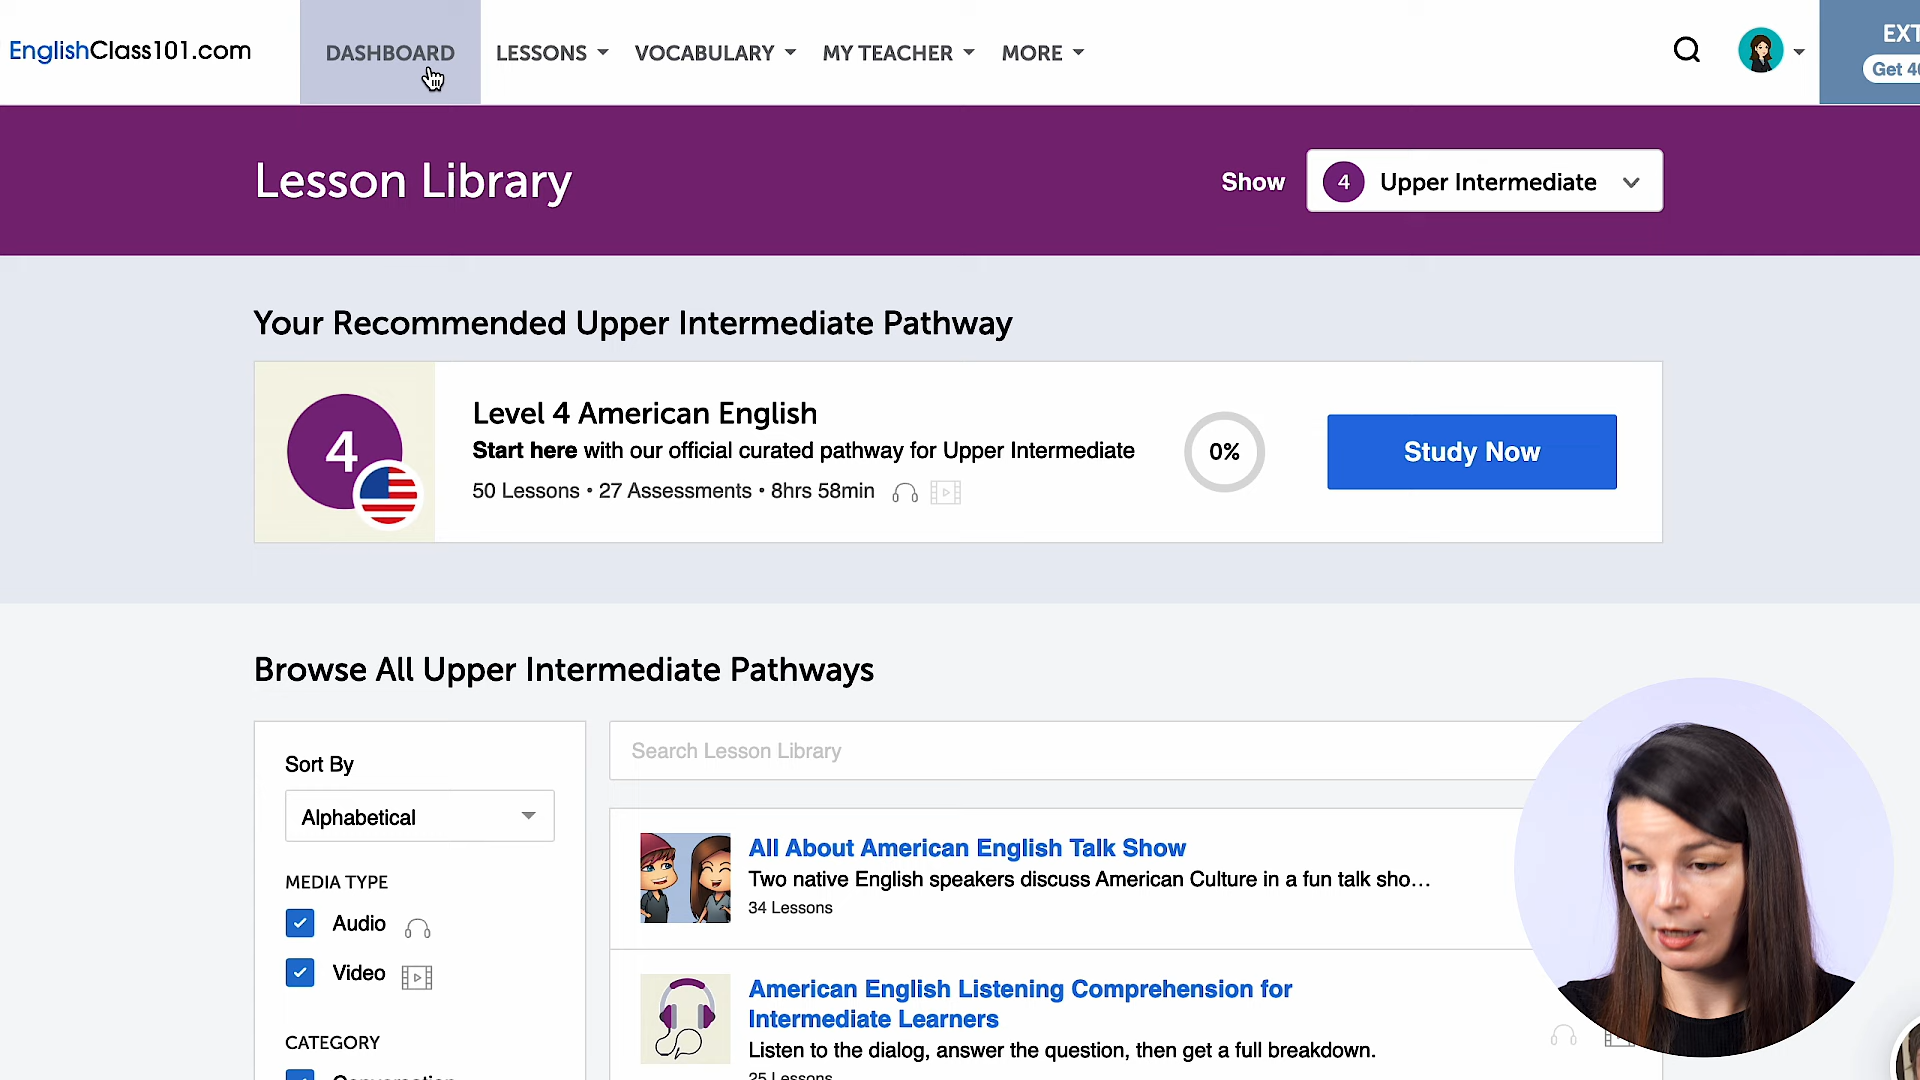 EnglishClass101.com
DASHBOARD
LESSONS
VOCABULARY
MY TEACHER
MORE
EXT
Get 40
Lesson Library
Show
4
Upper Intermediate
Your Recommended Upper Intermediate Pathway
4
Level 4 American English
Start here with our official curated pathway for Upper Intermediate
50 Lessons • 27 Assessments • 8hrs 58min
0%
Study Now
Browse All Upper Intermediate Pathways
Sort By
Alphabetical
MEDIA TYPE
Audio
Video
CATEGORY
Conversation
Search Lesson Library
All About American English Talk Show
Two native English speakers discuss American Culture in a fun talk sho...
34 Lessons
American English Listening Comprehension for
Intermediate Learners
Listen to the dialog, answer the question, then get a full breakdown.
25 Lessons